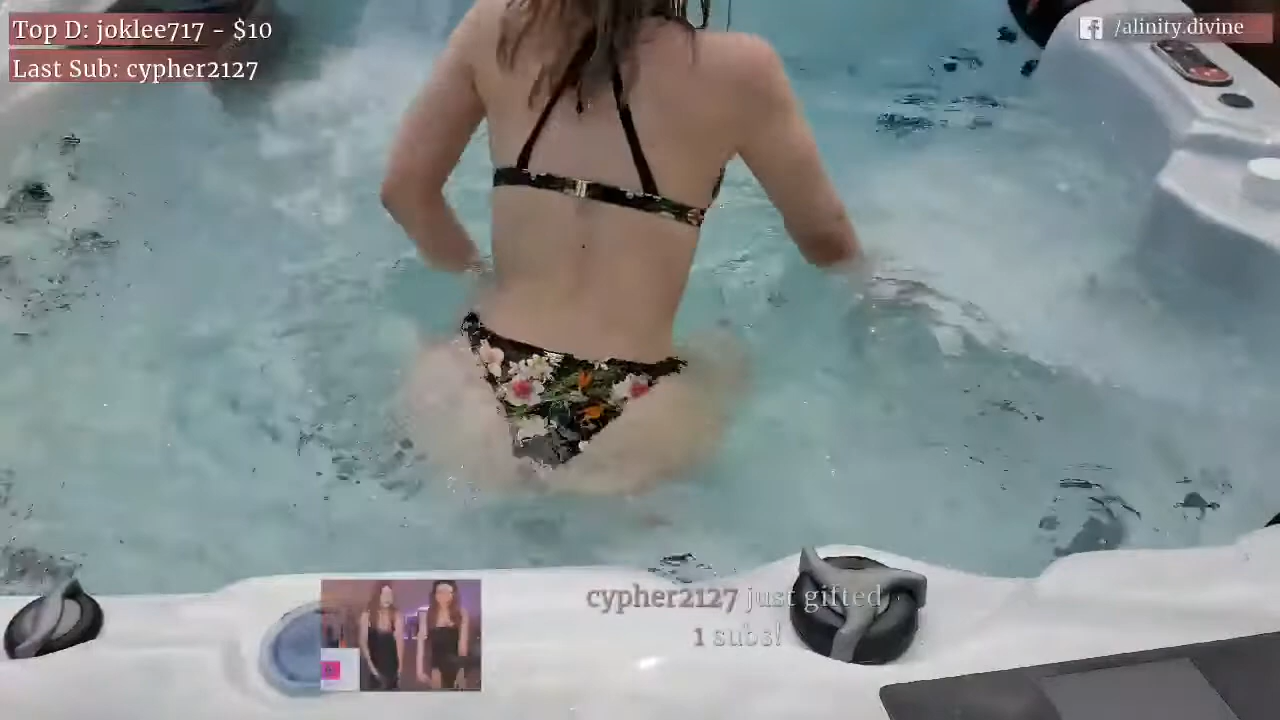 Top D: joklee717 - $10
/alinity.divine
Last Sub: cypher2127
cypher2127 just gifted
1 subs!